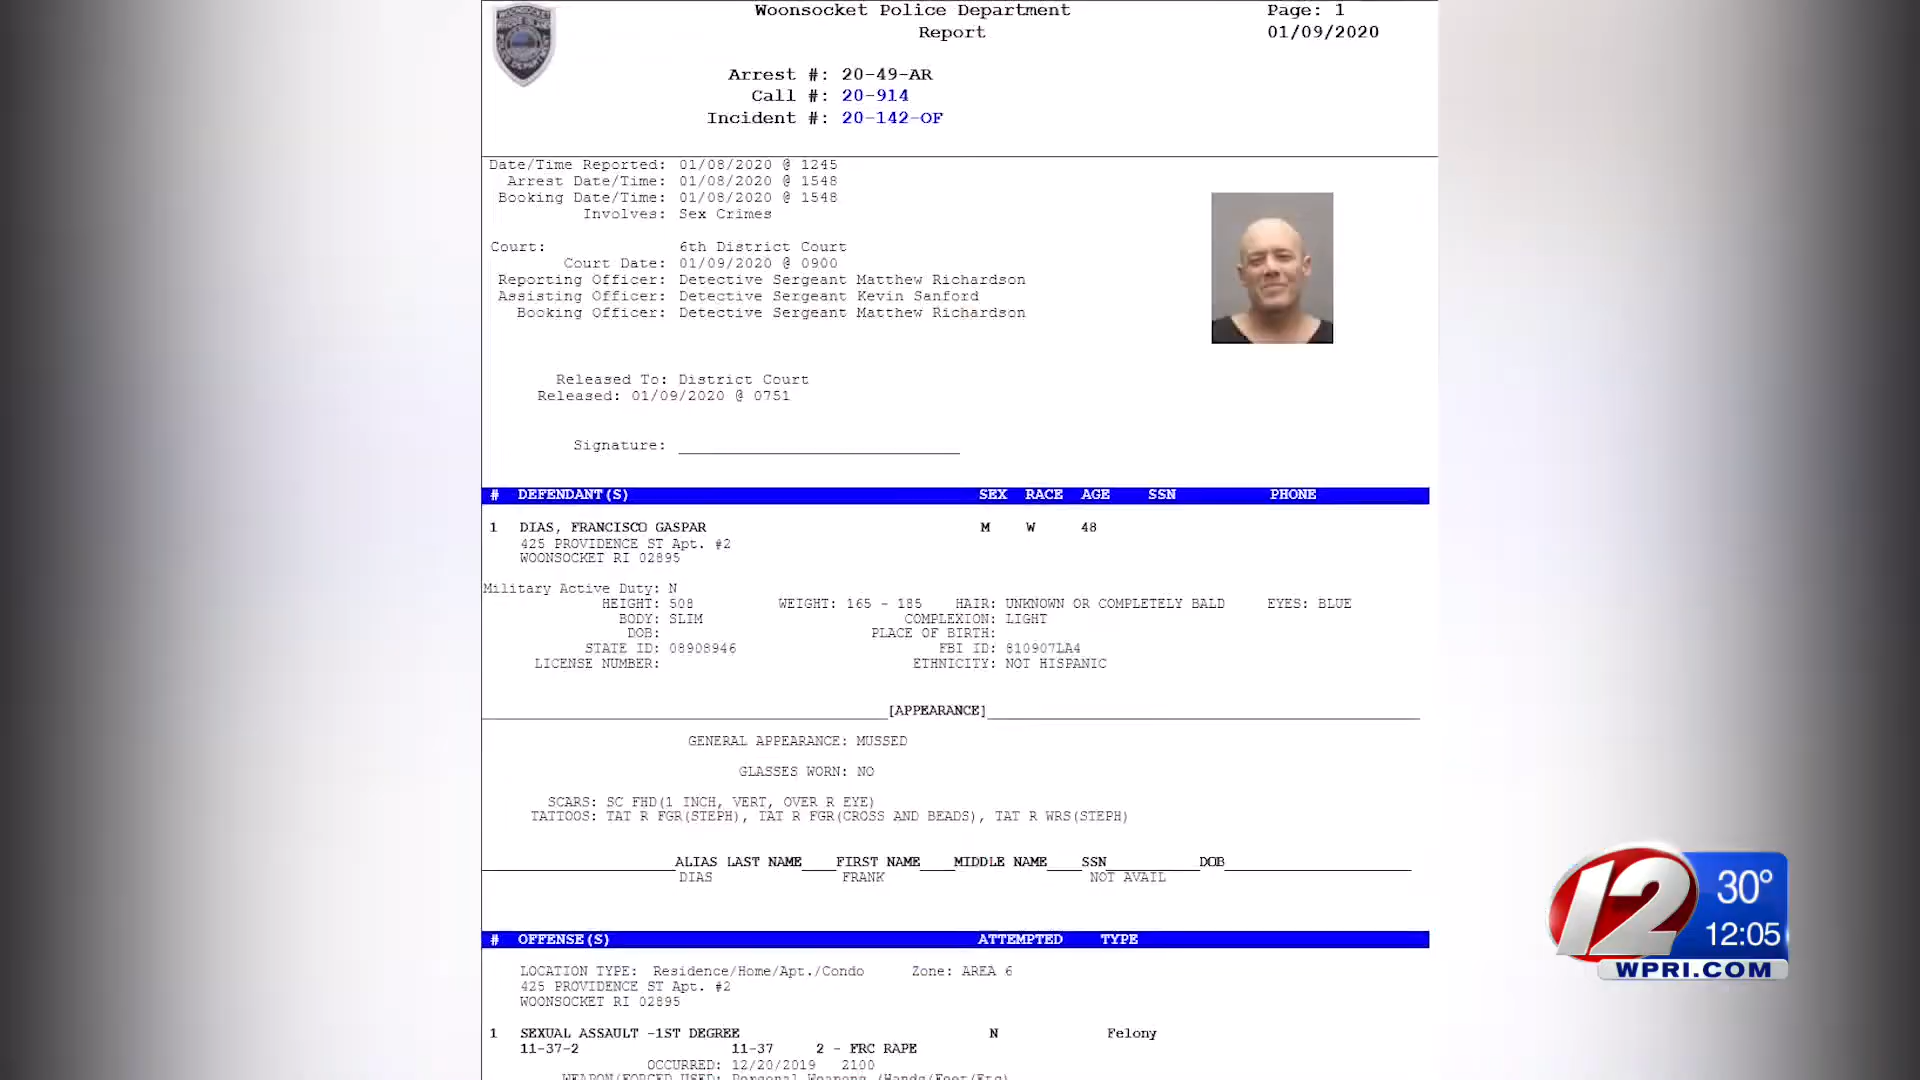 Woonsocket Police Department Page: 1
Report 01/09/2020
Arrest #: 20-49-AR
Call #: 20-914
Incident #: 20-142-OF
Date/Time Reported: 01/08/2020 @ 1245
Arrest Date/Time: 01/08/2020 @ 1548
Booking Date/Time: 01/08/2020 @ 1548
Involves: Sex Crimes
Court: 6th District Court
Court Date: 01/09/2020 @ 0900
Reporting Officer: Detective Sergeant Matthew Richardson
Assisting Officer: Detective Sergeant Kevin Sanford
Booking Officer: Detective Sergeant Matthew Richardson
Released To: District Court
Released: 01/09/2020 @ 0751
Signature:
# DEFENDANT(S) SEX RACE AGE SSN PHONE
1 DIAS, FRANCISCO GASPAR M W 48
425 PROVIDENCE ST Apt. #2
WOONSOCKET RI 02895
Military Active Duty: N
HEIGHT: 508 WEIGHT: 165 - 185 HAIR: UNKNOWN OR COMPLETELY BALD EYES: BLUE
BODY: SLIM COMPLEXION: LIGHT
DOB: PLACE OF BIRTH:
STATE ID: 08908946 FBI ID: 810907LA4
LICENSE NUMBER: ETHNICITY: NOT HISPANIC
[APPEARANCE]
GENERAL APPEARANCE: MUSSED
GLASSES WORN: NO
SCARS: SC FHD(1 INCH, VERT, OVER R EYE)
TATTOOS: TAT R FGR(STEPH), TAT R FGR(CROSS AND BEADS), TAT R WRS(STEPH)
ALIAS LAST NAME FIRST NAME MIDDLE NAME SSN DOB
DIAS FRANK NOT AVAIL
# OFFENSE(S) ATTEMPTED TYPE
LOCATION TYPE: Residence/Home/Apt./Condo Zone: AREA 6
425 PROVIDENCE ST Apt. #2
WOONSOCKET RI 02895
1 SEXUAL ASSAULT -1ST DEGREE N Felony
11-37-2 11-37 2 - FRC RAPE
OCCURRED: 12/20/2019 2100
WEAPON/FORCED USED: Personal Weapons (Hands/Feet/Etc)
12 30°
12:05
WPRI.COM